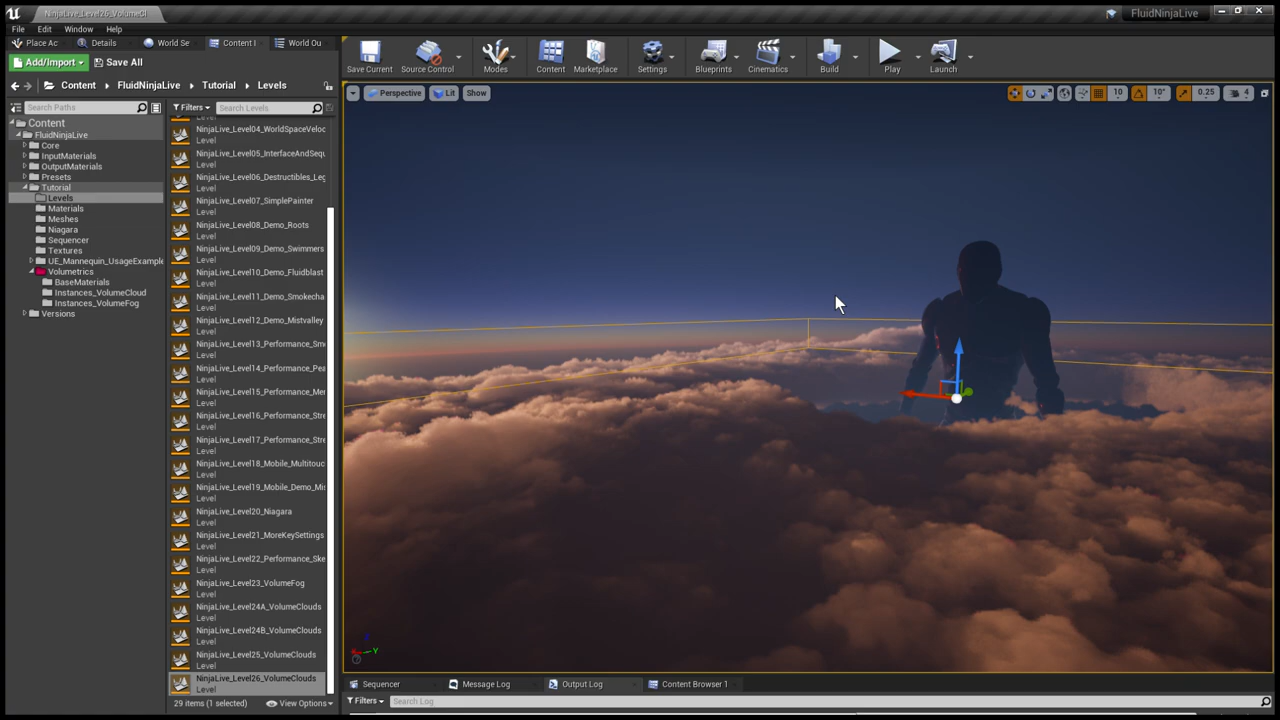 NinjaLive_Level26_VolumeCl
FluidNinjaLive
File Edit Window Help
Place Ac Details World Se Content I World Ou
Add/Import Save All
Save Current Source Control Modes Content Marketplace Settings Blueprints Cinematics Build Play Launch
Content FluidNinjaLive Tutorial Levels
Perspective Lit Show 10 10° 0.25 4
Search Paths
Filters Search Levels
Content
FluidNinjaLive
Core
InputMaterials
OutputMaterials
Presets
Tutorial
Levels
Materials
Meshes
Niagara
Sequencer
Textures
UE_Mannequin_UsageExample
Volumetrics
BaseMaterials
Instances_VolumeCloud
Instances_VolumeFog
Versions
NinjaLive_Level04_WorldSpaceVeloc
Level
NinjaLive_Level05_InterfaceAndSequ
Level
NinjaLive_Level06_Destructibles_Leg
Level
NinjaLive_Level07_SimplePainter
Level
NinjaLive_Level08_Demo_Roots
Level
NinjaLive_Level09_Demo_Swimmers
Level
NinjaLive_Level10_Demo_Fluidblast
Level
NinjaLive_Level11_Demo_Smokecha
Level
NinjaLive_Level12_Demo_Mistvalley
Level
NinjaLive_Level13_Performance_Sm
Level
NinjaLive_Level14_Performance_Pea
Level
NinjaLive_Level15_Performance_Mer
Level
NinjaLive_Level16_Performance_Stre
Level
NinjaLive_Level17_Performance_Stre
Level
NinjaLive_Level18_Mobile_Multitouc
Level
NinjaLive_Level19_Mobile_Demo_Mis
Level
NinjaLive_Level20_Niagara
Level
NinjaLive_Level21_MoreKeySettings
Level
NinjaLive_Level22_Performance_Ske
Level
NinjaLive_Level23_VolumeFog
Level
NinjaLive_Level24A_VolumeClouds
Level
NinjaLive_Level24B_VolumeClouds
Level
NinjaLive_Level25_VolumeClouds
Level
NinjaLive_Level26_VolumeClouds
Level
29 items (1 selected) View Options
Y
Sequencer Message Log Output Log Content Browser 1
Filters Search Log